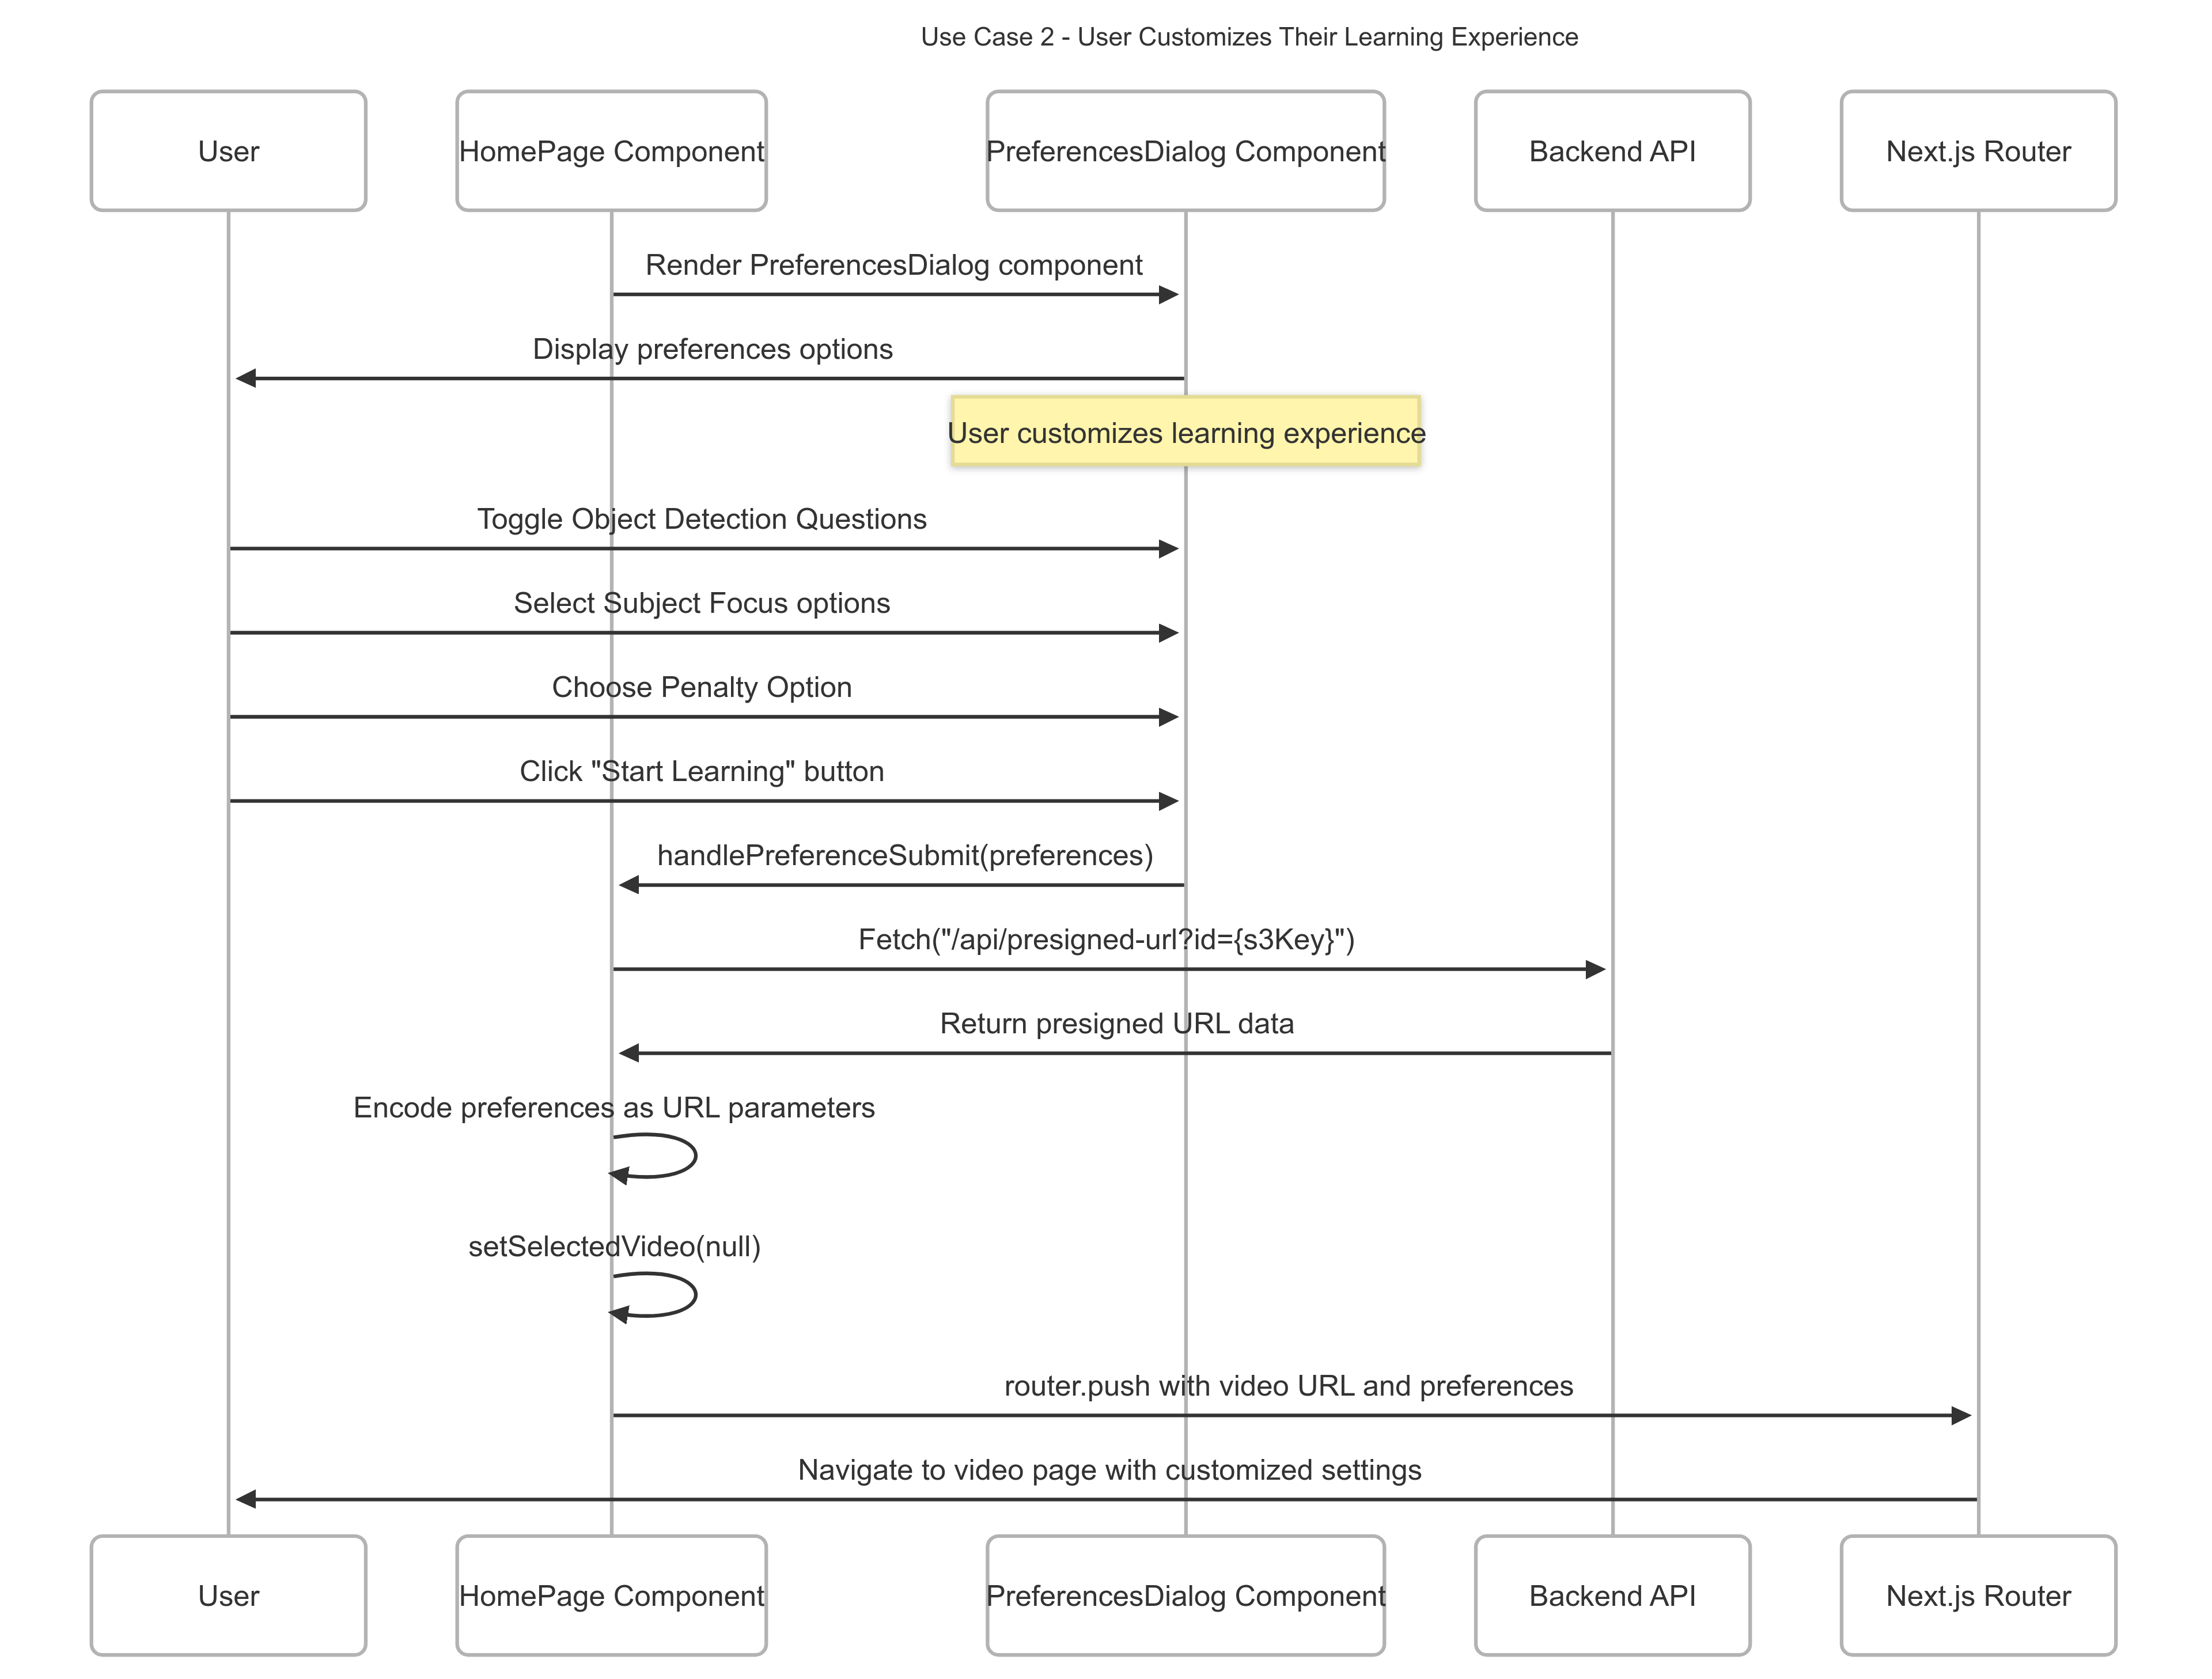 Use Case 2 - User Customizes Their Learning Experience
User
HomePage Component
PreferencesDialog Component
Backend API
Next.js Router
Render PreferencesDialog component
Display preferences options
User customizes learning experience
Toggle Object Detection Questions
Select Subject Focus options
Choose Penalty Option
Click "Start Learning" button
handlePreferenceSubmit(preferences)
Fetch("/api/presigned-url?id={s3Key}")
Return presigned URL data
Encode preferences as URL parameters
setSelectedVideo(null)
router.push with video URL and preferences
Navigate to video page with customized settings
User
HomePage Component
PreferencesDialog Component
Backend API
Next.js Router